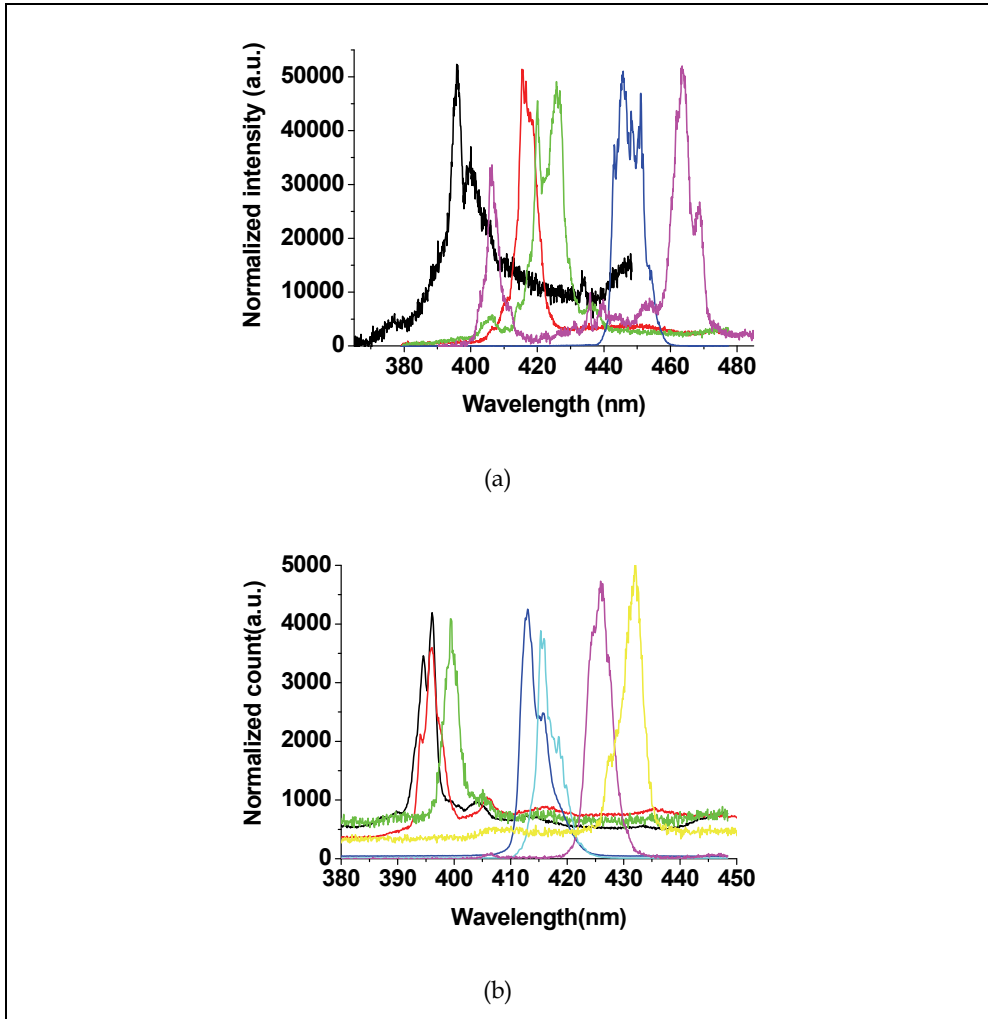 Normalized intensity (a.u.)
50000
40000
30000
20000
10000
0
380 400 420 440 460 480
Wavelength (nm)
(a)
Normalized count(a.u.)
5000
4000
3000
2000
1000
0
380 390 400 410 420 430 440 450
Wavelength(nm)
(b)